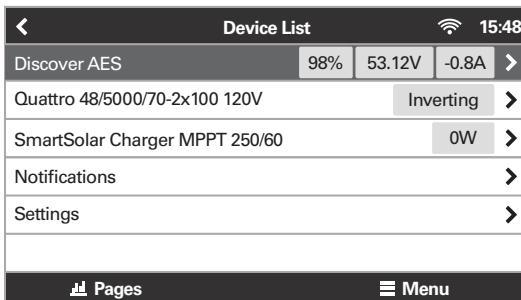 Device List 15:48
Discover AES 98% 53.12V -0.8A
Quattro 48/5000/70-2x100 120V Inverting
SmartSolar Charger MPPT 250/60 0W
Notifications
Settings
Pages Menu